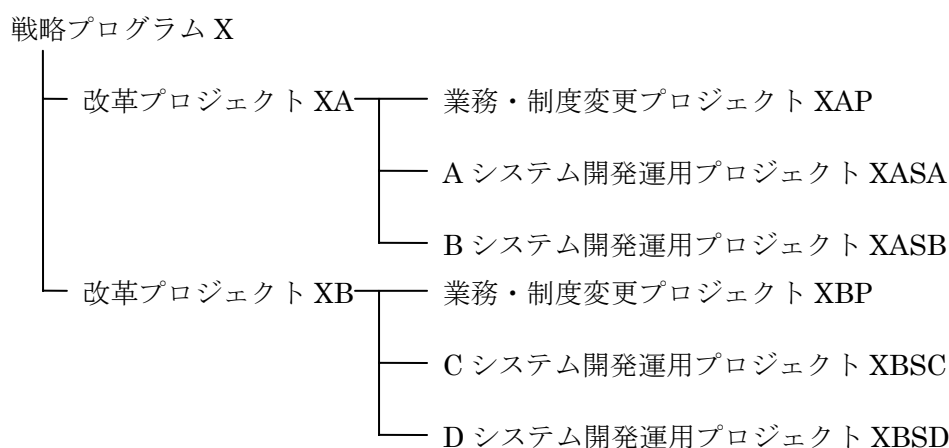 戦略プログラム X
改革プロジェクト XA
業務・制度変更プロジェクト XAP
A システム開発運用プロジェクト XASA
B システム開発運用プロジェクト XASB
改革プロジェクト XB
業務・制度変更プロジェクト XBP
C システム開発運用プロジェクト XBSC
D システム開発運用プロジェクト XBSD